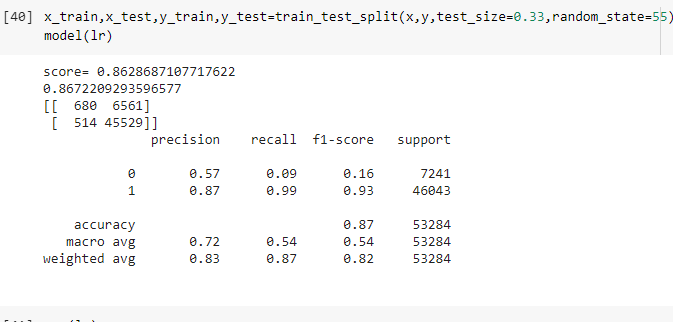 [40] x_train,x_test,y_train,y_test=train_test_split(x,y,test_size=0.33,random_state=55)
model(lr)
score= 0.8628687107717622
0.8672209293596577
[[ 680 6561]
[ 514 45529]]
precision recall f1-score support
0 0.57 0.09 0.16 7241
1 0.87 0.99 0.93 46043
accuracy 0.87 53284
macro avg 0.72 0.54 0.54 53284
weighted avg 0.83 0.87 0.82 53284